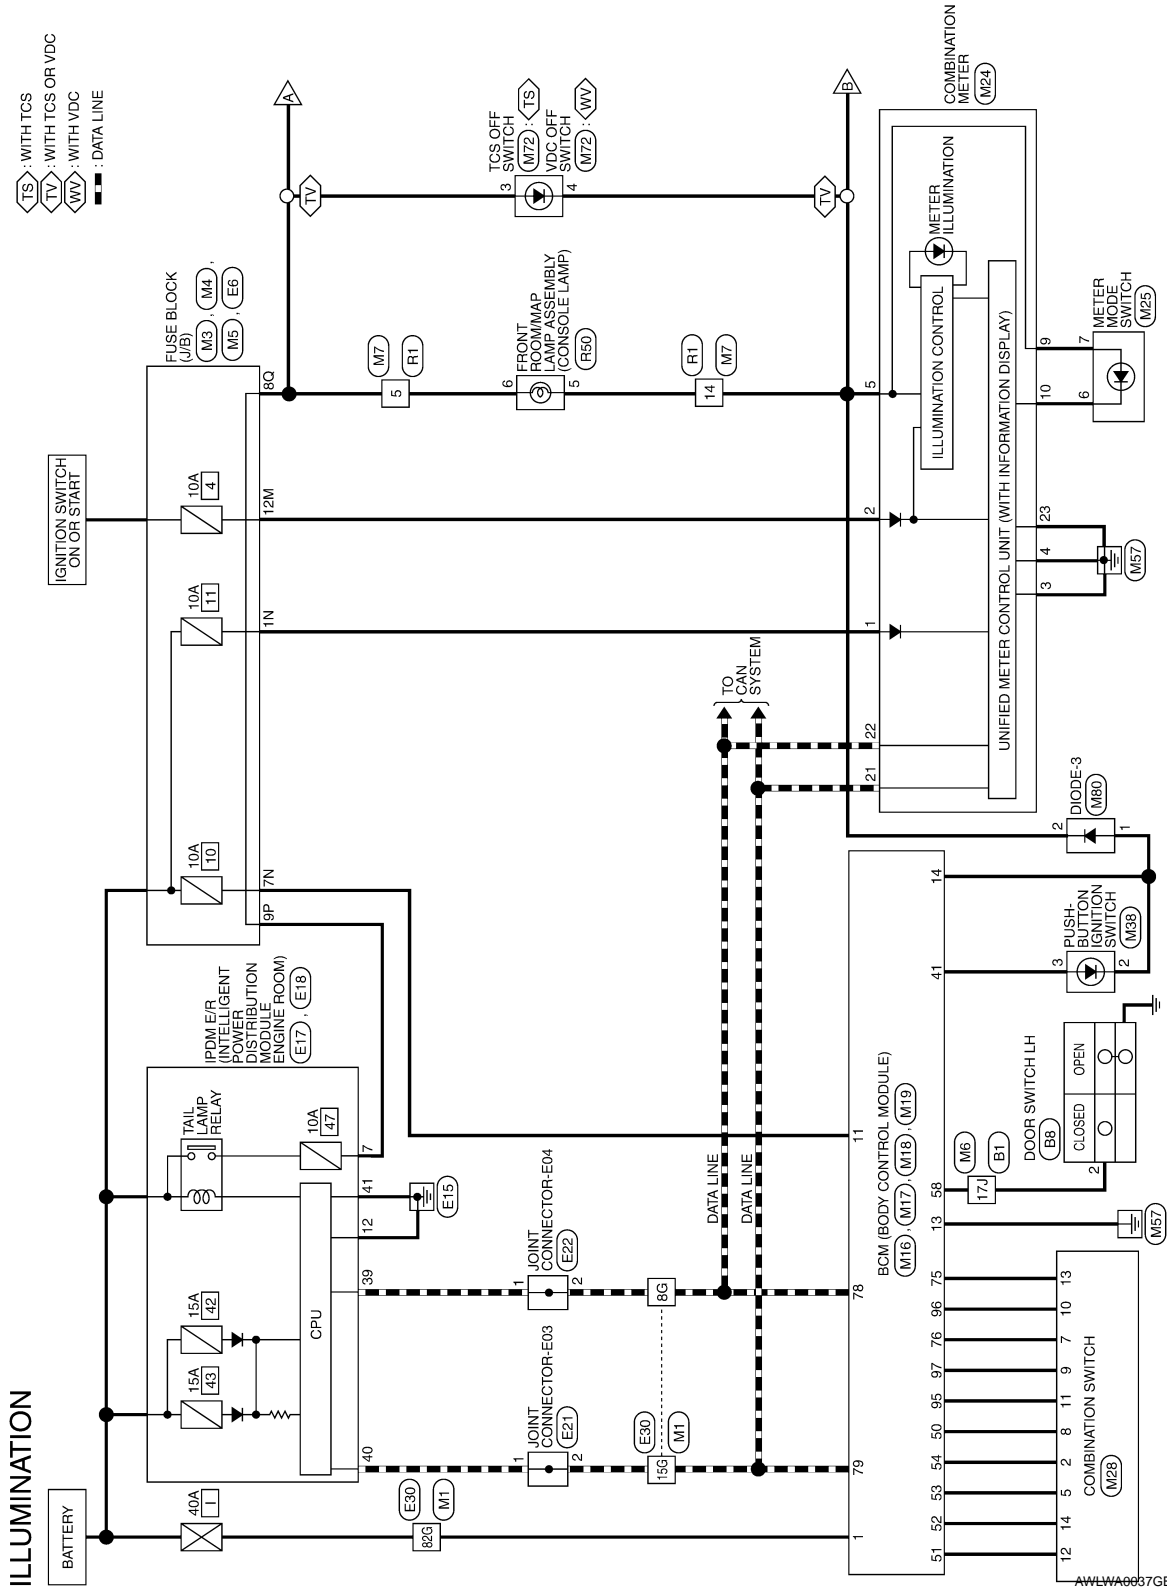 ILLUMINATION
BATTERY
IGNITION SWITCH
ON OR START
TS : WITH TCS
TV : WITH TCS OR VDC
WV : WITH VDC
: DATA LINE
40A
I
15A
43
15A
42
CPU
TAIL
LAMP
RELAY
10A
47
IPDM E/R
(INTELLIGENT
POWER
DISTRIBUTION
MODULE
ENGINE ROOM)
E17 , E18
40
39
12
41
7
E15
10A
10
10A
11
10A
4
FUSE BLOCK
(J/B)
M3 , M4 ,
M5 , E6
9P
7N
1N
12M
8Q
A
E30
82G
M1
1
JOINT
CONNECTOR-E03
E21
2
1
JOINT
CONNECTOR-E04
E22
2
E30
15G
M1
8G
DATA LINE
DATA LINE
TO
CAN
SYSTEM
M7
5
R1
6
FRONT
ROOM/MAP
LAMP ASSEMBLY
(CONSOLE LAMP)
R50
5
R1
14
M7
TV
3
TCS OFF
SWITCH
M72 : TS
VDC OFF
SWITCH
M72 : WV
4
TV
B
1
79
78
11
BCM (BODY CONTROL MODULE)
M16 , M17 , M18 , M19
51
52
53
54
50
95
97
76
96
75
13
58
41
14
12
14
5
2
8
11
9
7
10
13
COMBINATION SWITCH
M28
M57
M6
17J
B1
2
DOOR SWITCH LH
B8
CLOSED
OPEN
3
PUSH-
BUTTON
IGNITION
SWITCH
M38
2
2
DIODE-3
M80
1
21
22
1
2
5
COMBINATION
METER
M24
ILLUMINATION CONTROL
METER
ILLUMINATION
UNIFIED METER CONTROL UNIT (WITH INFORMATION DISPLAY)
3
4
23
10
9
M57
6
7
METER
MODE
SWITCH
M25
AWLWA0037GE